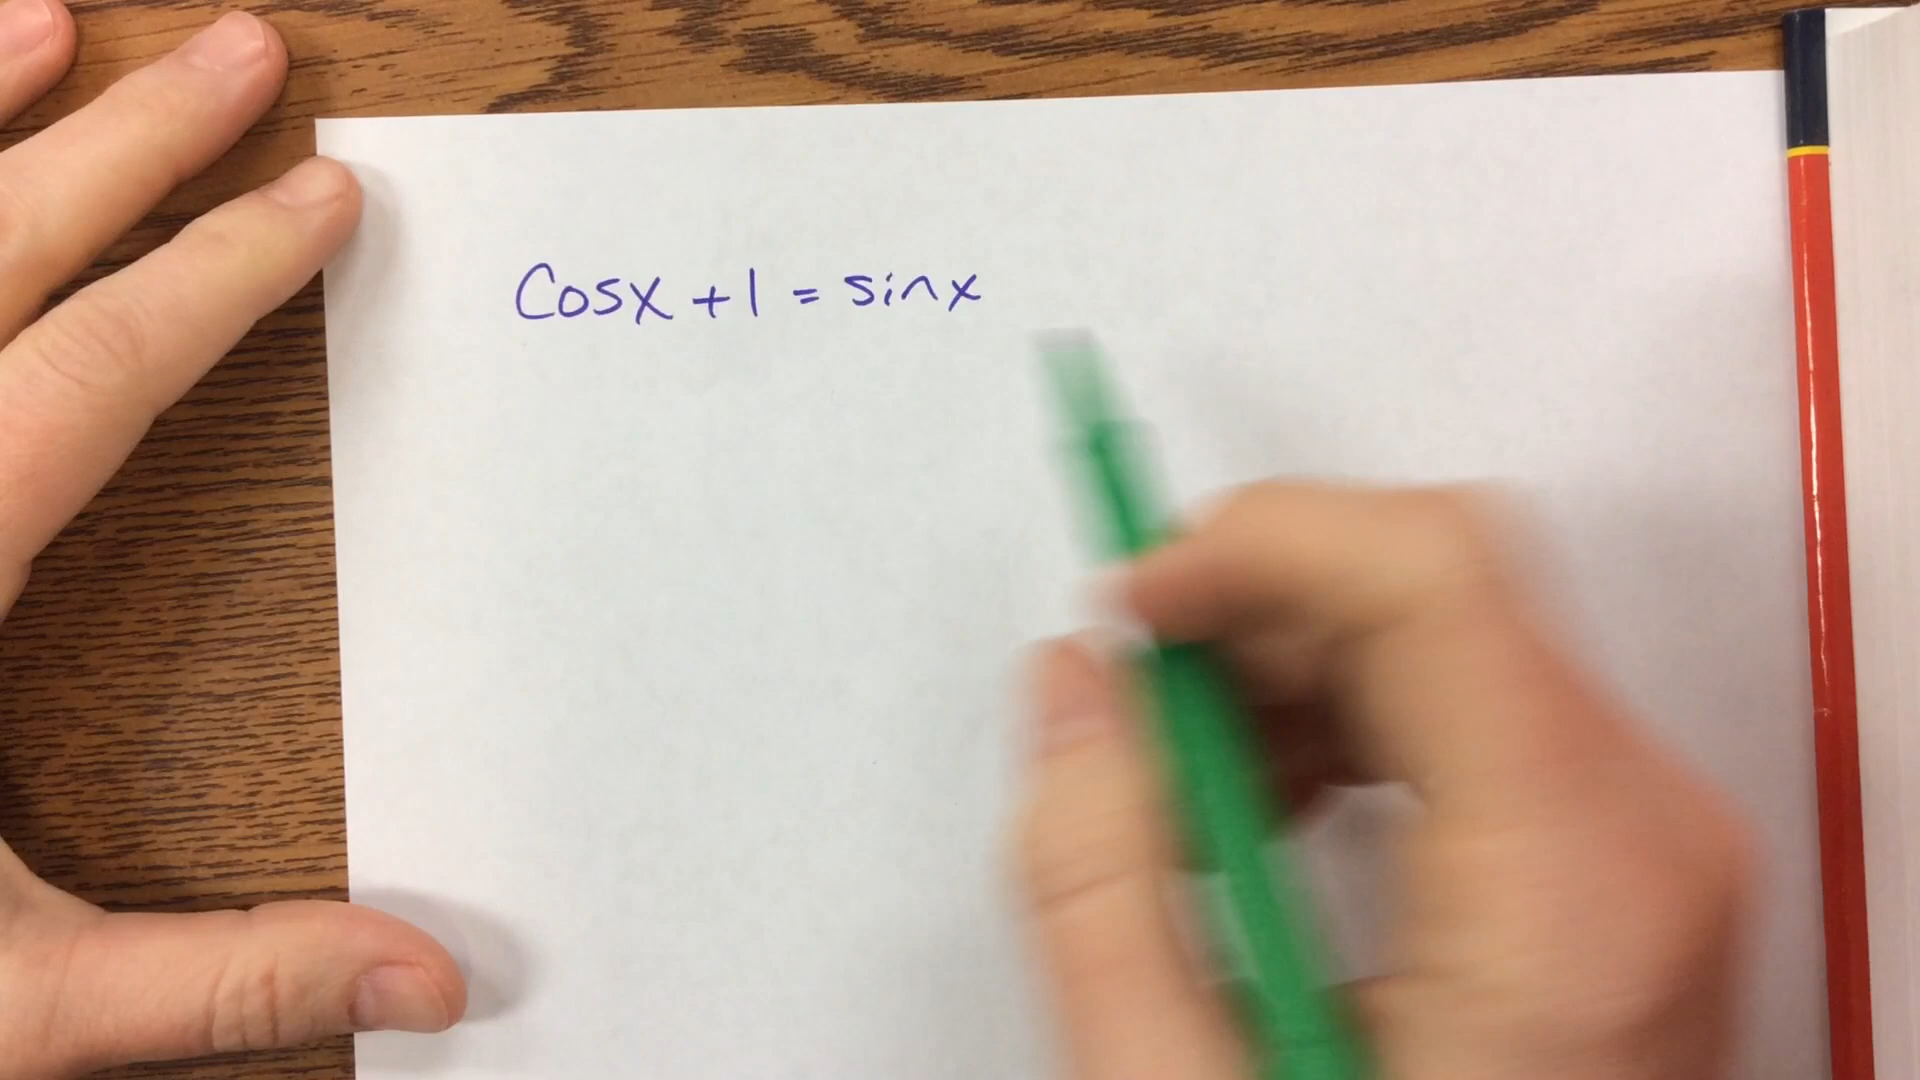 Cosx + 1 = sinx